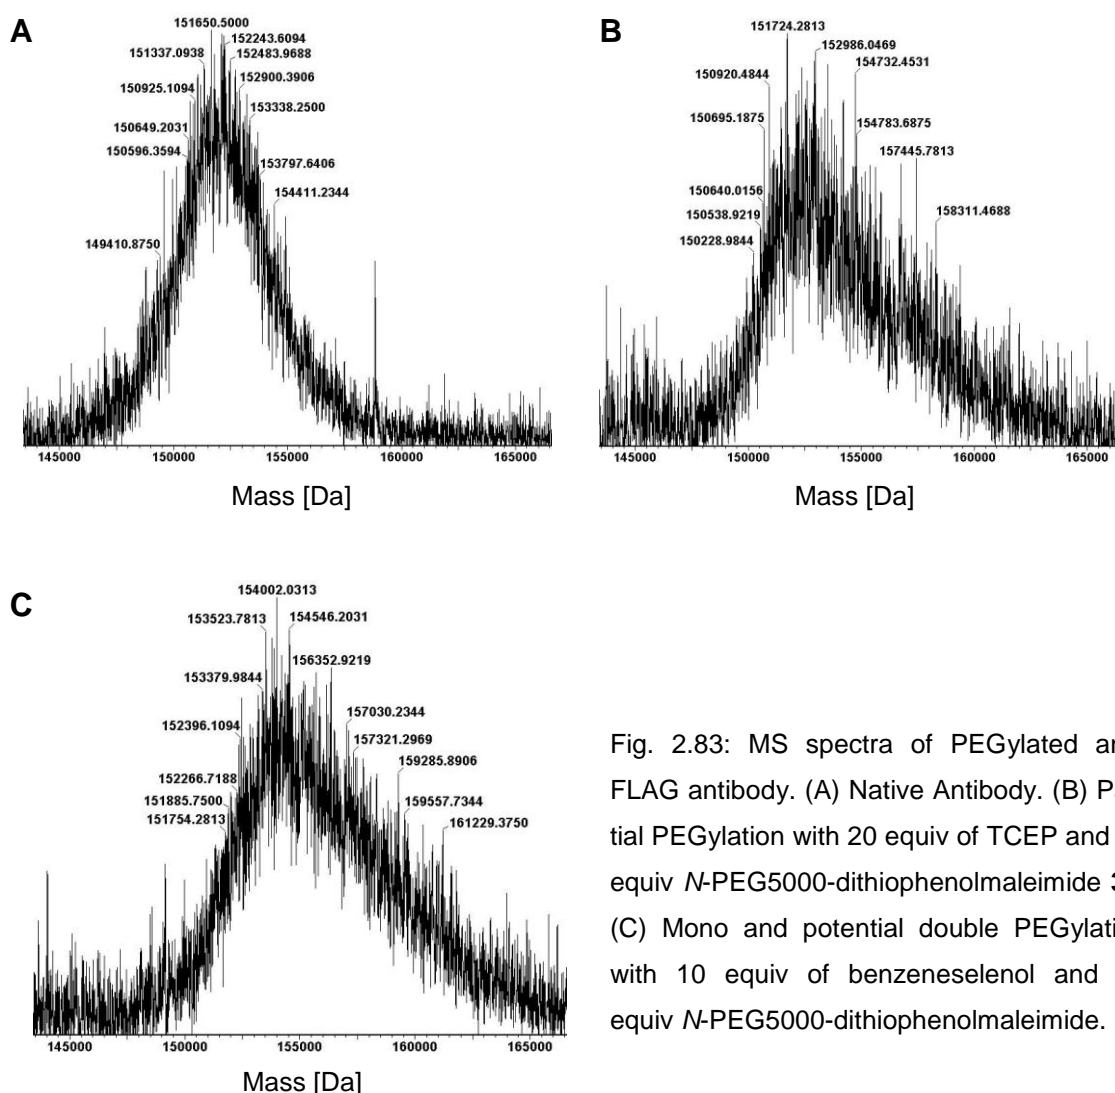 A
151650.5000
152243.6094
151337.0938
152483.9688
152900.3906
150925.1094
153338.2500
150649.2031
150596.3594
153797.6406
154411.2344
149410.8750
145000 150000 155000 160000 165000
Mass [Da]
B
151724.2813
152986.0469
154732.4531
150920.4844
150695.1875
154783.6875
157445.7813
150640.0156
150538.9219
158311.4688
150228.9844
145000 150000 155000 160000 165000
Mass [Da]
C
154002.0313
153523.7813
154546.2031
156352.9219
153379.9844
152396.1094
157030.2344
157321.2969
152266.7188
159285.8906
151885.7500
159557.7344
151754.2813
161229.3750
145000 150000 155000 160000 165000
Mass [Da]
Fig. 2.83: MS spectra of PEGylated
FLAG antibody. (A) Native Antibody. (B)
tial PEGylation with 20 equiv of TCEP and
equiv N-PEG5000-dithiophenolmaleimide
(C) Mono and potential double
with 10 equiv of benzeneselenol and
equiv N-PEG5000-dithiophenolmaleimide.